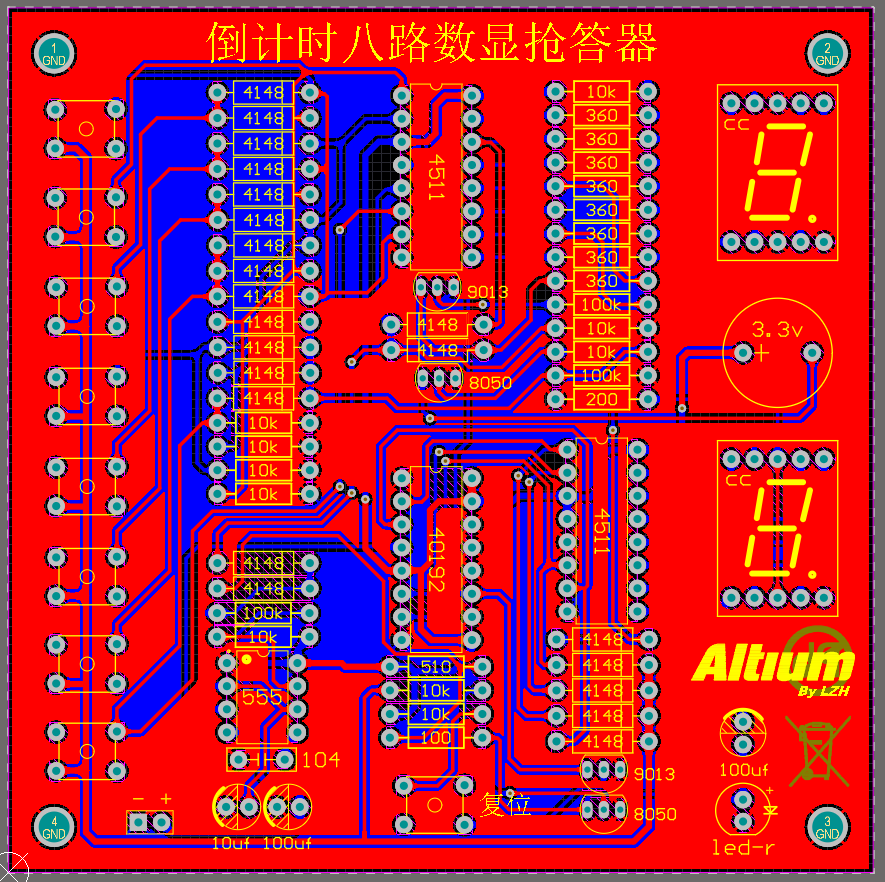 倒计时八路数显抢答器
1
GND
2
GND
4148
4148
4148
4148
4148
4148
4148
4148
4148
4148
4148
4148
4148
10k
10k
10k
10k
4511
9013
4148
4148
8050
10k
360
360
360
360
360
360
360
360
100k
10k
10k
100k
200
CC
3.3v
+
CC
4148
4148
100k
10k
555
104
40192
4511
510
10k
10k
100
4148
4148
4148
4148
4148
9013
8050
Altium
By LZH
100uf
+
led-r
- +
10uf
100uf
复位
4
GND
3
GND